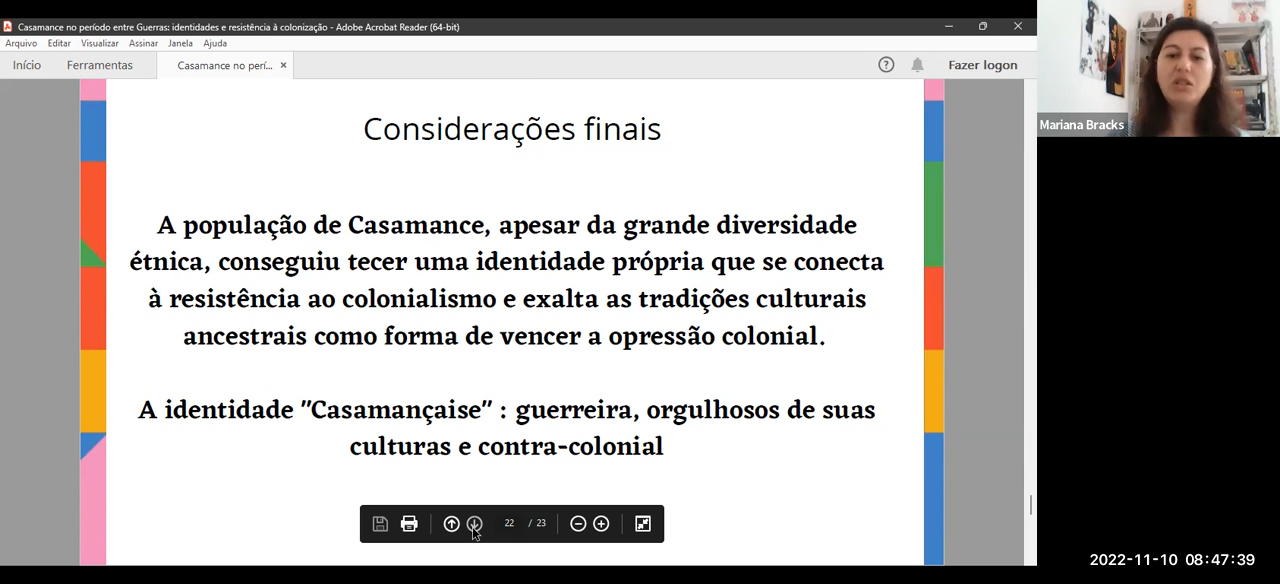 Casamance no período entre Guerras: identidades e resistência à colonização - Adobe Acrobat Reader (64-bit)
Arquivo Editar Visualizar Assinar Janela Ajuda
Início Ferramentas Casamance no perí... × Fazer logon
Mariana Bracks
Considerações finais
A população de Casamance, apesar da grande diversidade
étnica, conseguiu tecer uma identidade própria que se conecta
à resistência ao colonialismo e exalta as tradições culturais
ancestrais como forma de vencer a opressão colonial.
A identidade "Casamançaise" : guerreira, orgulhosos de suas
culturas e contra-colonial
22 / 23
2022-11-10 08:47:39